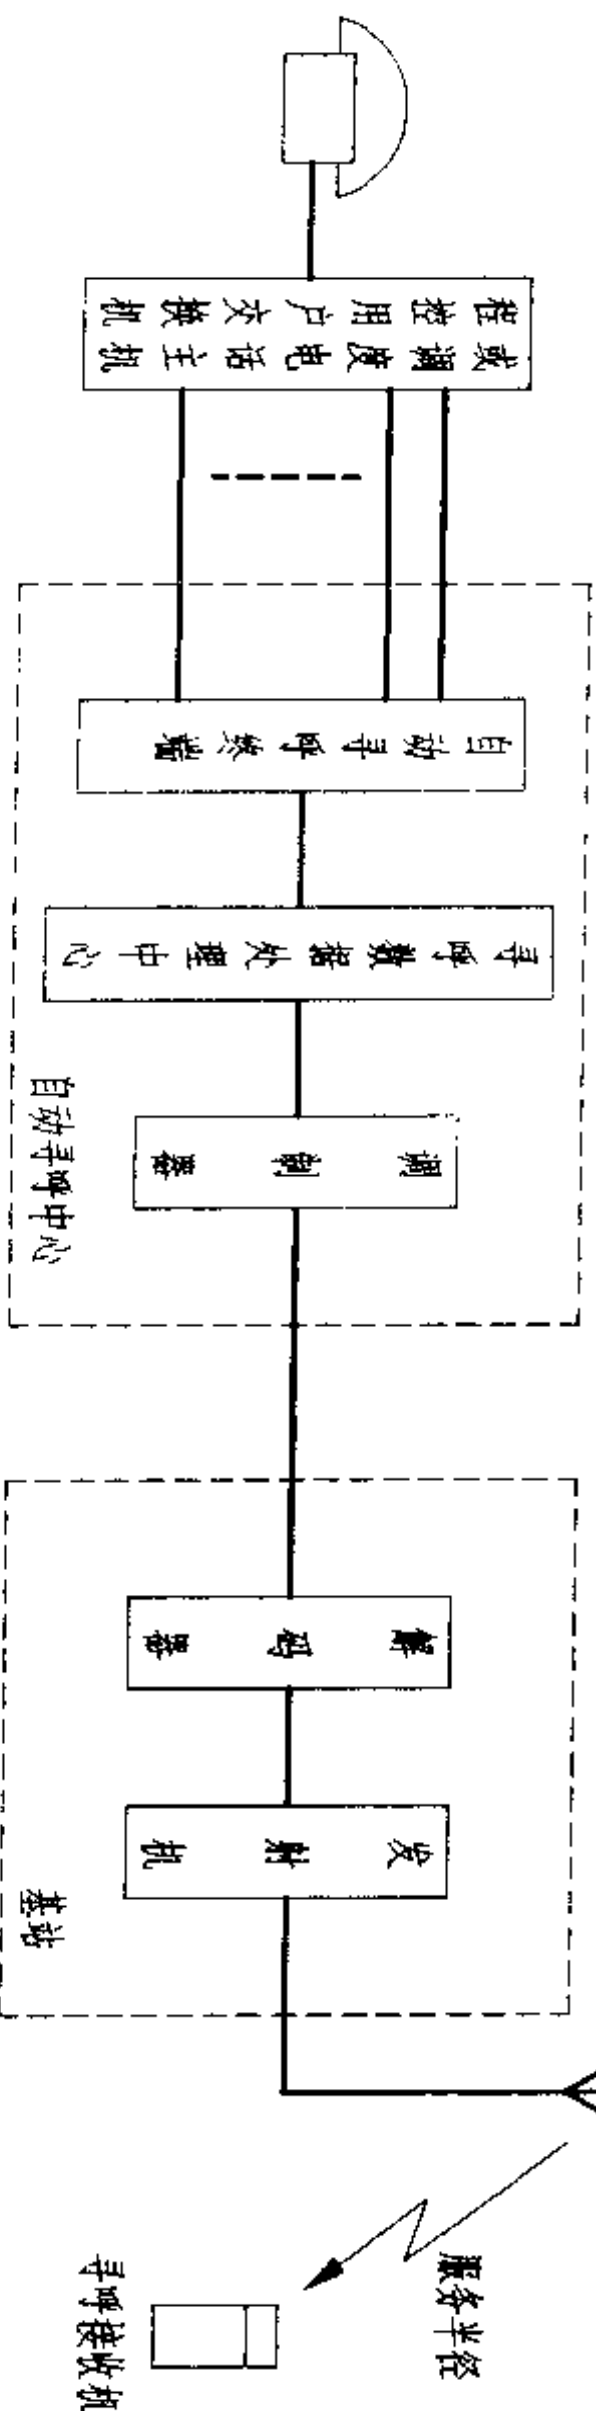 程控用户交换机
或调度电话主机
自动寻呼终端
寻呼数据处理中心
调制器
自动寻呼中心
解码器
发射机
基站
服务半径
寻呼接收机